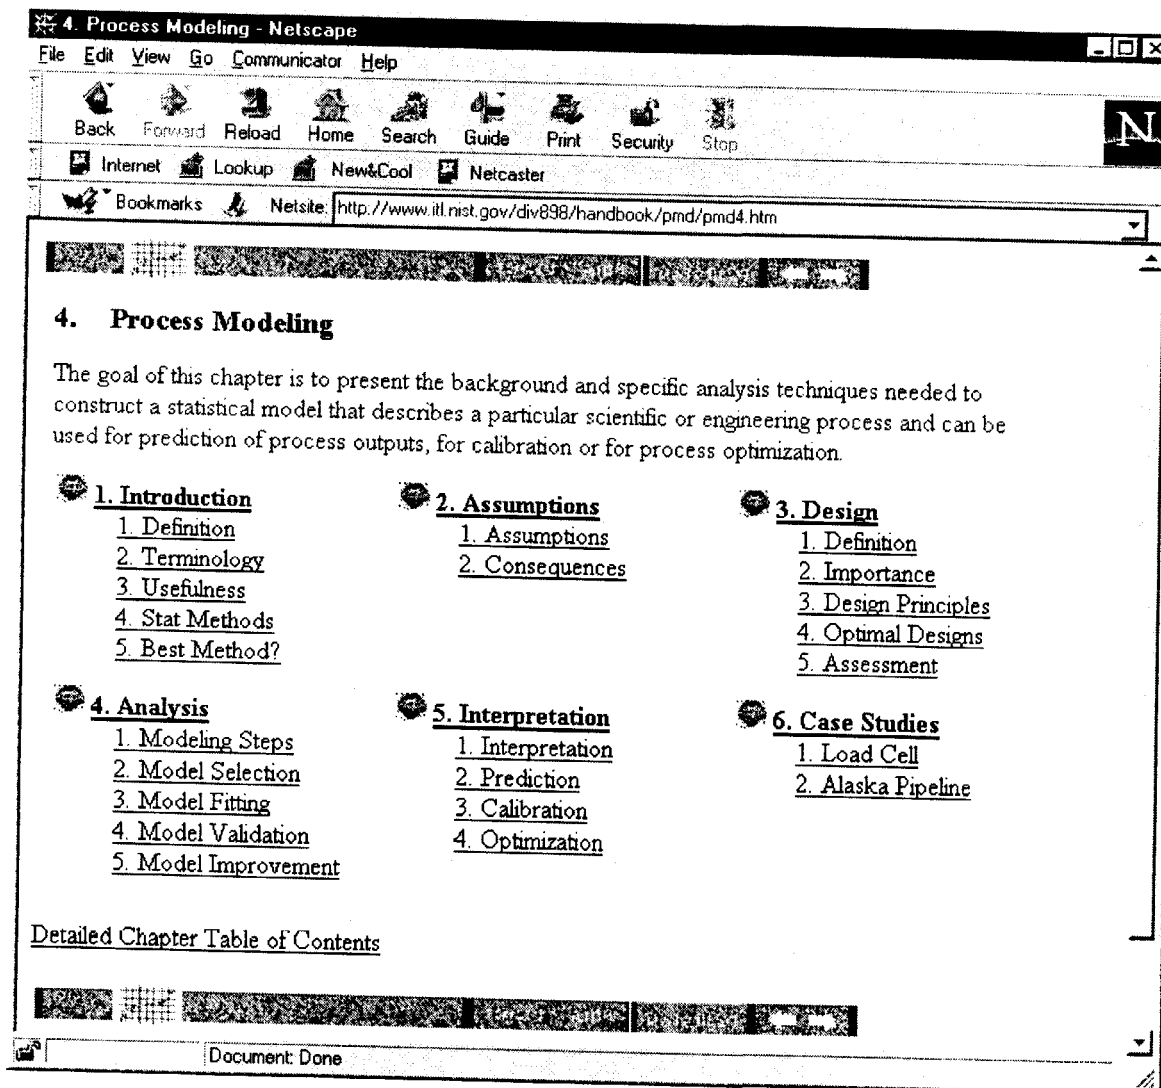 4. Process Modeling - Netscape
File Edit View Go Communicator Help
Back Forward Reload Home Search Guide Print Security Stop
N
Internet Lookup New&Cool Netcaster
Bookmarks Netsite: http://www.itl.nist.gov/div898/handbook/pmd/pmd4.htm
4. Process Modeling
The goal of this chapter is to present the background and specific analysis techniques needed to
construct a statistical model that describes a particular scientific or engineering process and can be
used for prediction of process outputs, for calibration or for process optimization.
1. Introduction
1. Definition
2. Terminology
3. Usefulness
4. Stat Methods
5. Best Method?
2. Assumptions
1. Assumptions
2. Consequences
3. Design
1. Definition
2. Importance
3. Design Principles
4. Optimal Designs
5. Assessment
4. Analysis
1. Modeling Steps
2. Model Selection
3. Model Fitting
4. Model Validation
5. Model Improvement
5. Interpretation
1. Interpretation
2. Prediction
3. Calibration
4. Optimization
6. Case Studies
1. Load Cell
2. Alaska Pipeline
Detailed Chapter Table of Contents
Document: Done